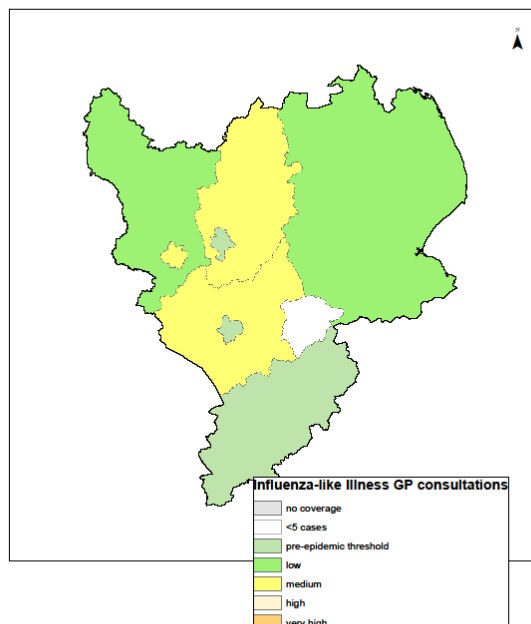 Influenza-like Illness GP consultations
no coverage
<5 cases
pre-epidemic threshold
low
medium
high
very high